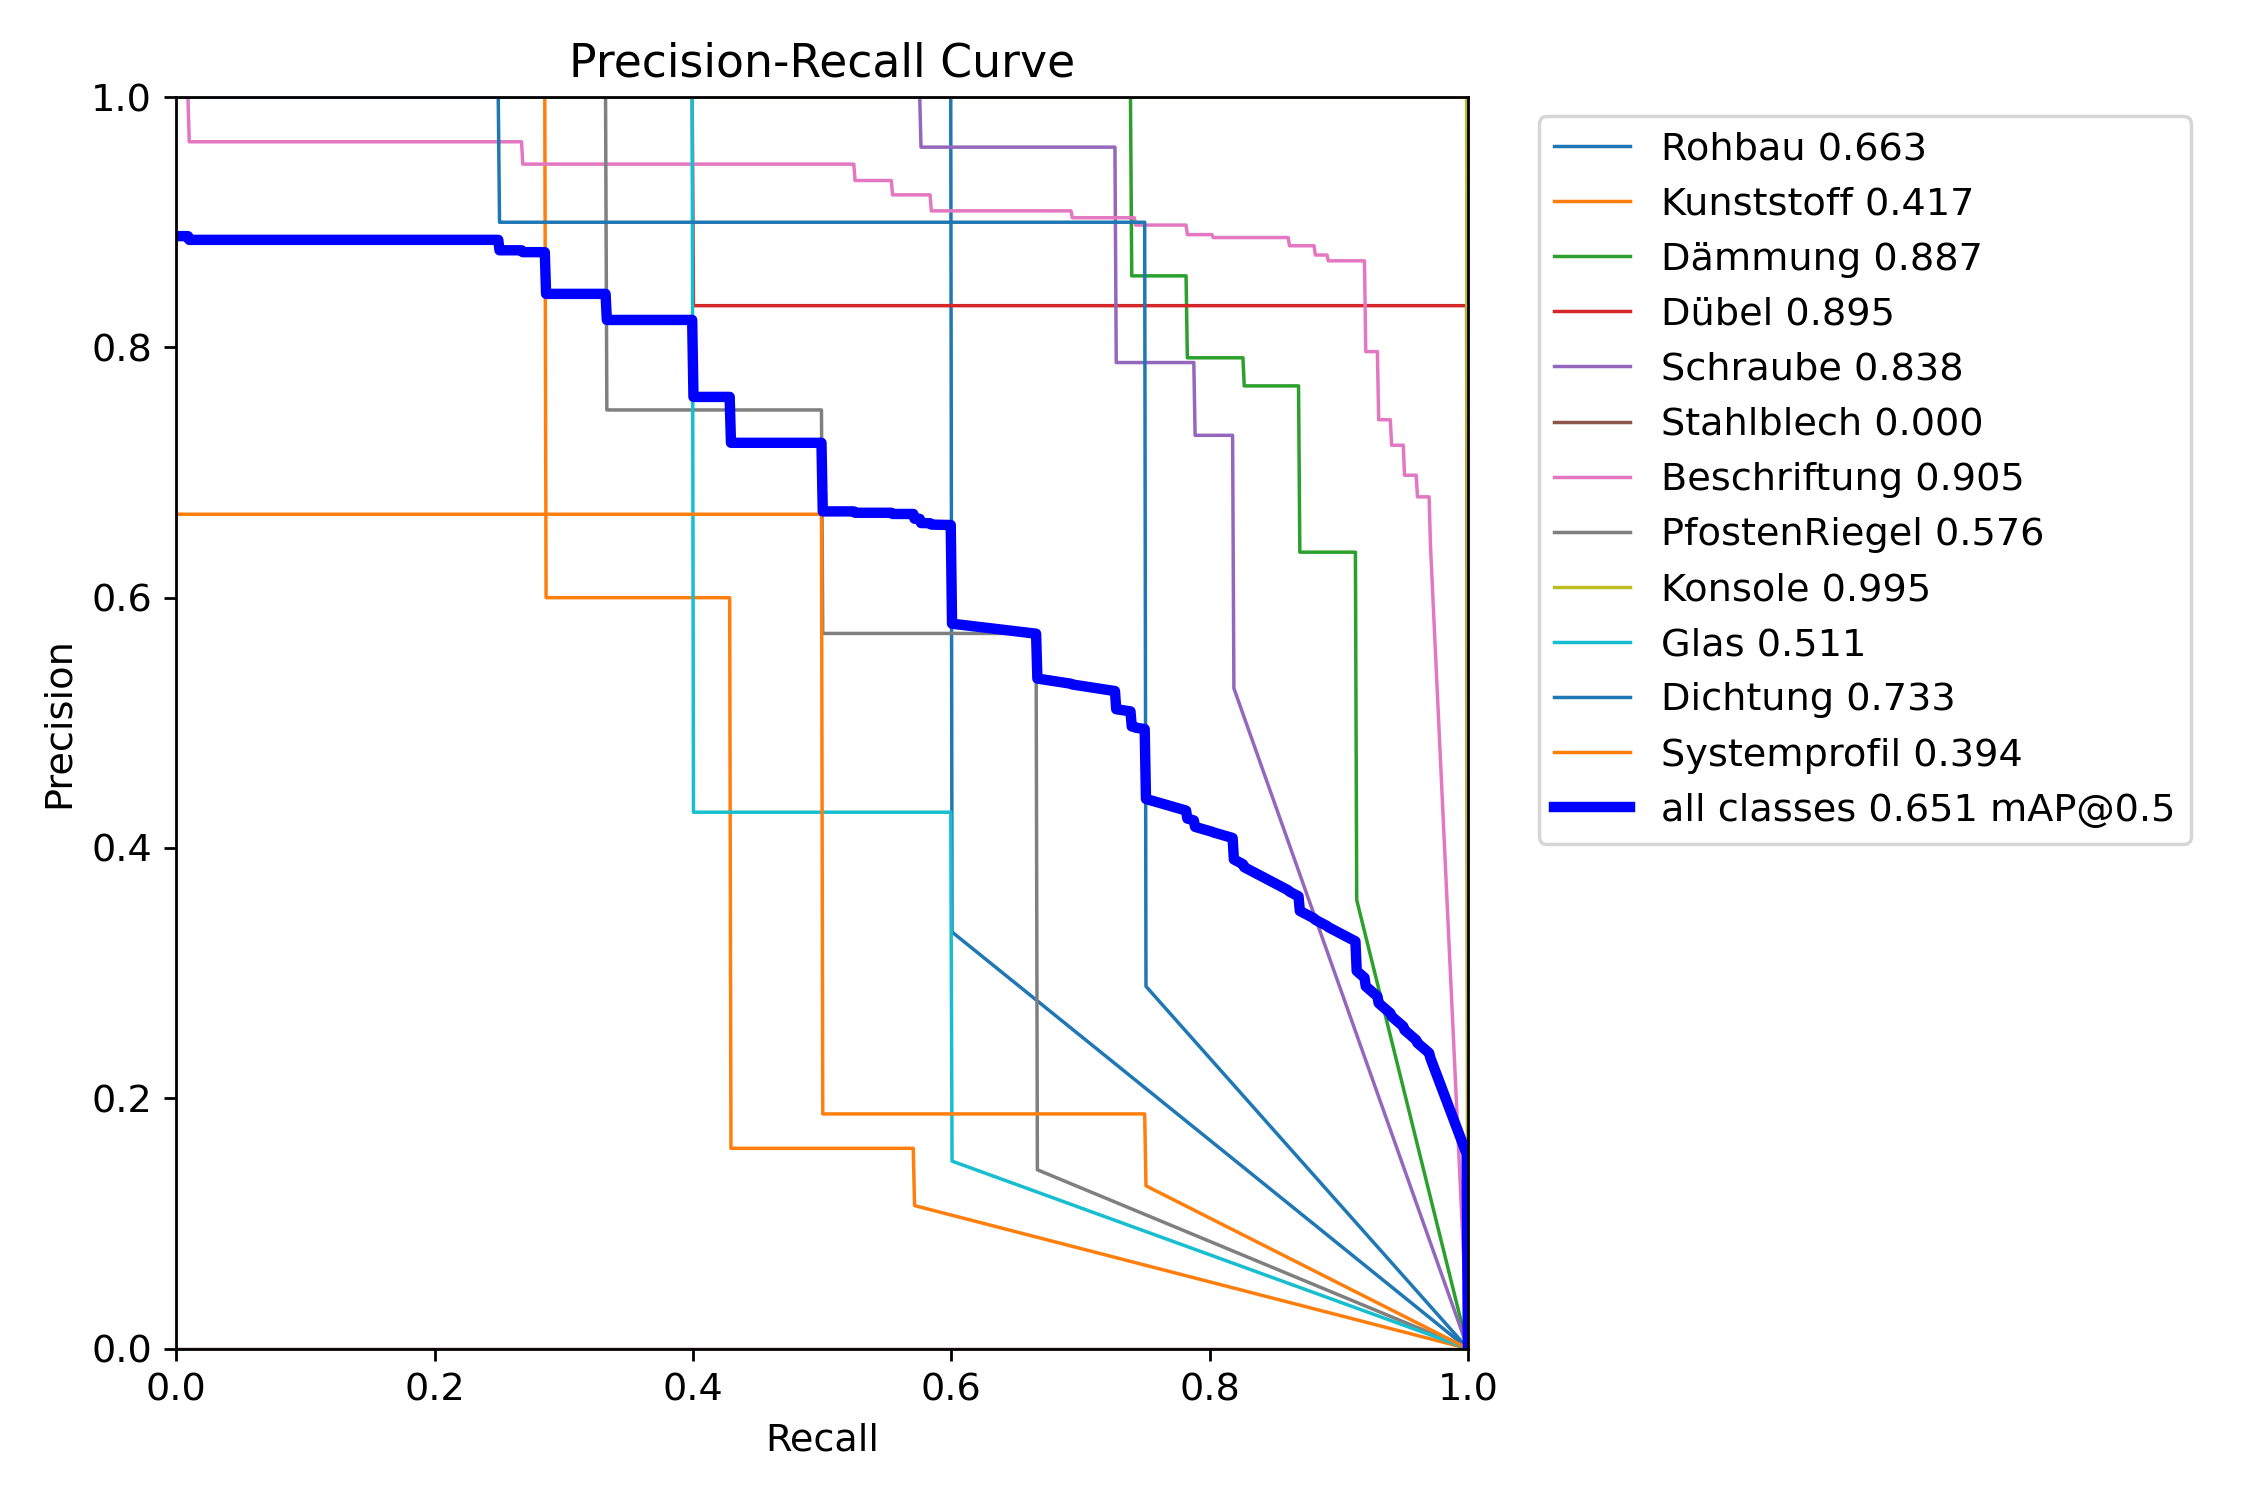 Precision-Recall Curve
1.0
0.8
0.6
0.4
0.2
0.0
Precision
0.0 0.2 0.4 0.6 0.8 1.0
Recall
Rohbau 0.663
Kunststoff 0.417
Dämmung 0.887
Dübel 0.895
Schraube 0.838
Stahlblech 0.000
Beschriftung 0.905
PfostenRiegel 0.576
Konsole 0.995
Glas 0.511
Dichtung 0.733
Systemprofil 0.394
all classes 0.651 mAP@0.5